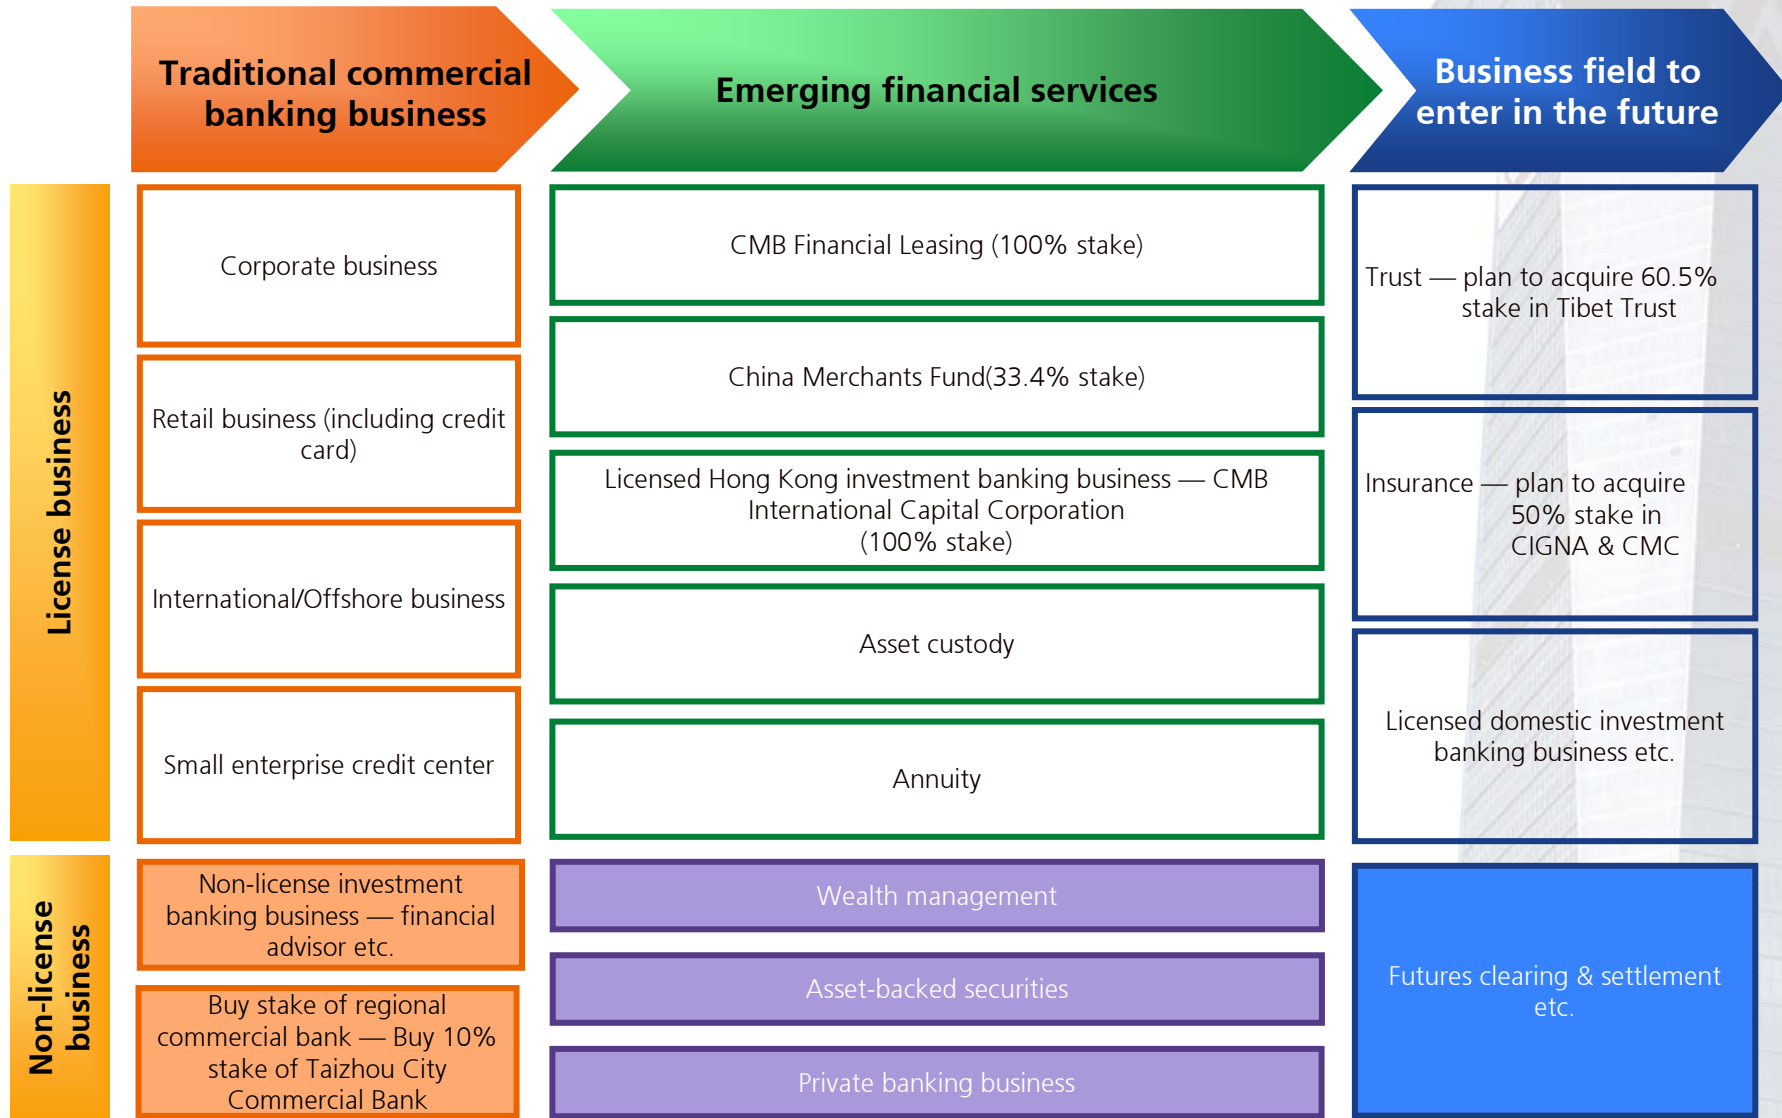 Traditional commercial
banking business
Emerging financial services
Business field to
enter in the future
License business
Corporate business
Retail business (including credit
card)
International/Offshore business
Small enterprise credit center
CMB Financial Leasing (100% stake)
China Merchants Fund(33.4% stake)
Licensed Hong Kong investment banking business — CMB
International Capital Corporation
(100% stake)
Asset custody
Annuity
Trust — plan to acquire 60.5%
stake in Tibet Trust
Insurance — plan to acquire
50% stake in
CIGNA & CMC
Licensed domestic investment
banking business etc.
Non-license
business
Non-license investment
banking business — financial
advisor etc.
Buy stake of regional
commercial bank — Buy 10%
stake of Taizhou City
Commercial Bank
Wealth management
Asset-backed securities
Private banking business
Futures clearing & settlement
etc.